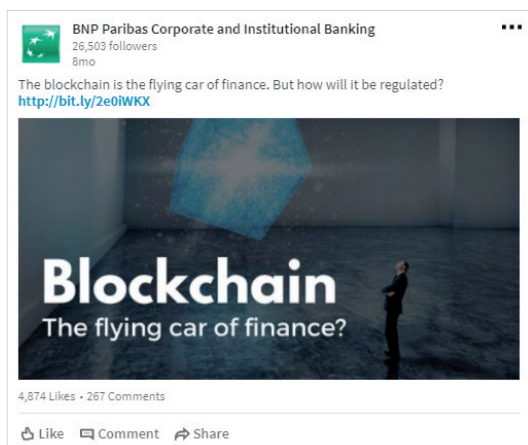 BNP Paribas Corporate and Institutional Banking
26,503 followers
8mo
The blockchain is the flying car of finance. But how will it be regulated?
http://bit.ly/2e0iWKX
Blockchain
The flying car of finance?
4,874 Likes • 267 Comments
Like Comment Share